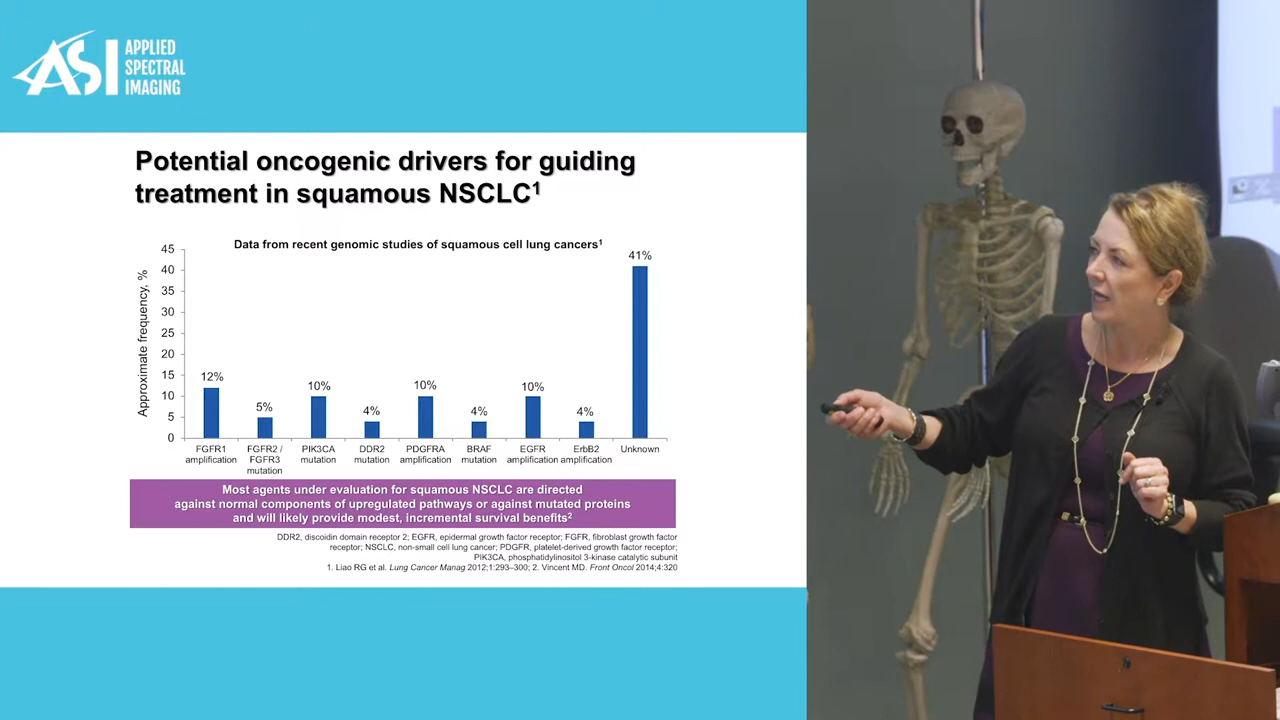 ASI APPLIED
SPECTRAL
IMAGING
Potential oncogenic drivers for guiding
treatment in squamous NSCLC1
Data from recent genomic studies of squamous cell lung cancers1
Approximate frequency, %
45
40
35
30
25
20
15
10
5
0
12%
5%
10%
4%
10%
4%
10%
4%
41%
FGFR1
amplification
FGFR2 /
FGFR3
mutation
PIK3CA
mutation
DDR2
mutation
PDGFRA
amplification
BRAF
mutation
EGFR
amplification
ErbB2
amplification
Unknown
Most agents under evaluation for squamous NSCLC are directed
against normal components of upregulated pathways or against mutated proteins
and will likely provide modest, incremental survival benefits2
DDR2, discoidin domain receptor 2; EGFR, epidermal growth factor receptor; FGFR, fibroblast growth factor
receptor; NSCLC, non-small cell lung cancer; PDGFR, platelet-derived growth factor receptor;
PIK3CA, phosphatidylinositol 3-kinase catalytic subunit
1. Liao RG et al. Lung Cancer Manag 2012;1:293–300; 2. Vincent MD. Front Oncol 2014;4:320